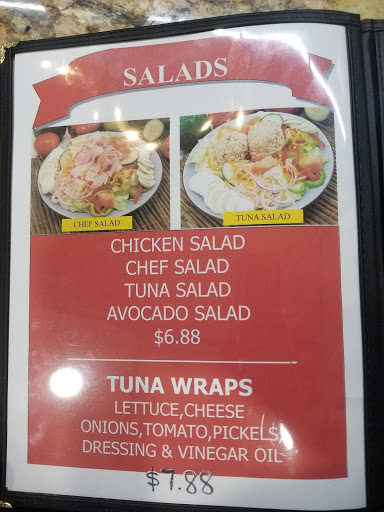 SALADS
CHEF SALAD
TUNA SALAD
CHICKEN SALAD
CHEF SALAD
TUNA SALAD
AVOCADO SALAD
$6.88
TUNA WRAPS
LETTUCE,CHEESE
ONIONS,TOMATO,PICKELS,
DRESSING & VINEGAR OIL
$7.88